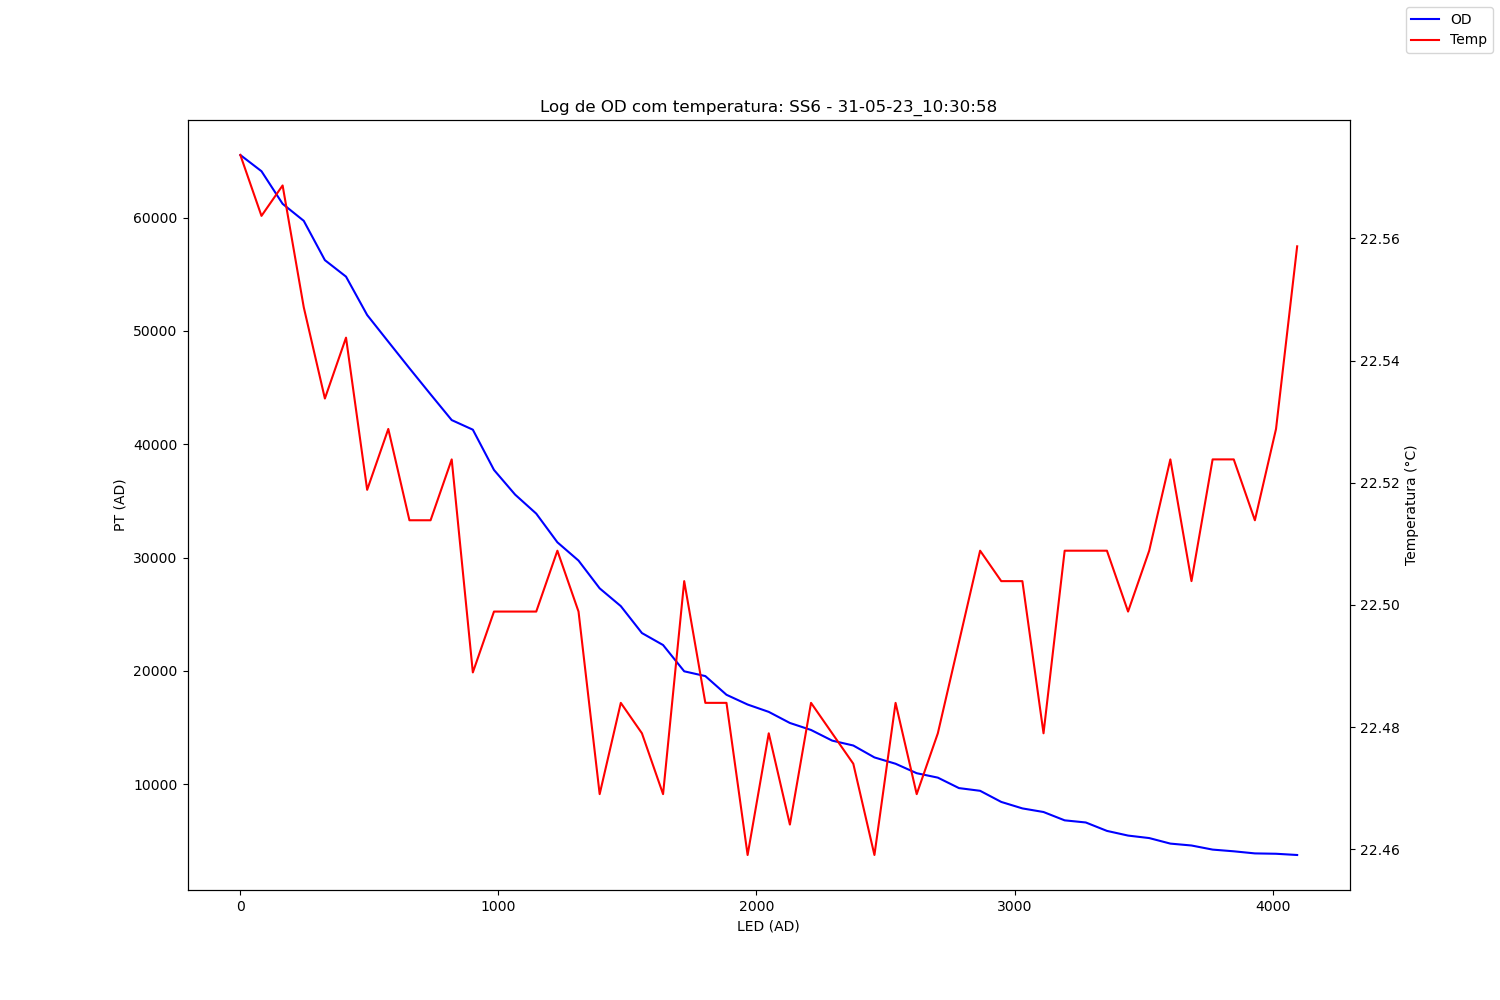 OD
Temp
Log de OD com temperatura: SS6 - 31-05-23_10:30:58
60000
50000
40000
30000
20000
10000
PT (AD)
22.56
22.54
22.52
22.50
22.48
22.46
Temperatura (°C)
0 1000 2000 3000 4000
LED (AD)